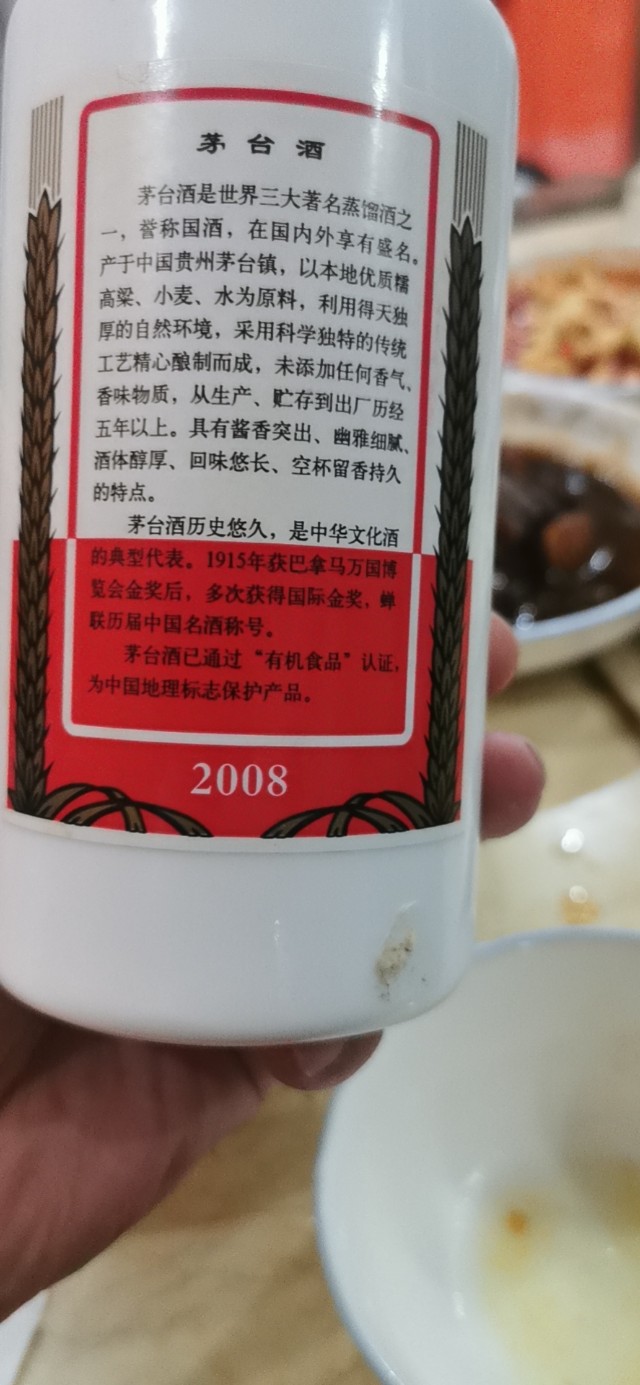 茅台酒
茅台酒是世界三大著名蒸馏酒之
一，誉称国酒，在国内外享有盛名。
产于中国贵州茅台镇，以本地优质糯
高粱、小麦、水为原料，利用得天独
厚的自然环境，采用科学独特的传统
工艺精心酿制而成，未添加任何香气、
香味物质，从生产、贮存到出厂历经
五年以上。具有酱香突出、幽雅细腻、
酒体醇厚、回味悠长、空杯留香持久
的特点。
茅台酒历史悠久，是中华文化酒
的典型代表。1915年获巴拿马万国博
览会金奖后，多次获得国际金奖，蝉
联历届中国名酒称号。
茅台酒已通过“有机食品”认证，
为中国地理标志保护产品。
2008